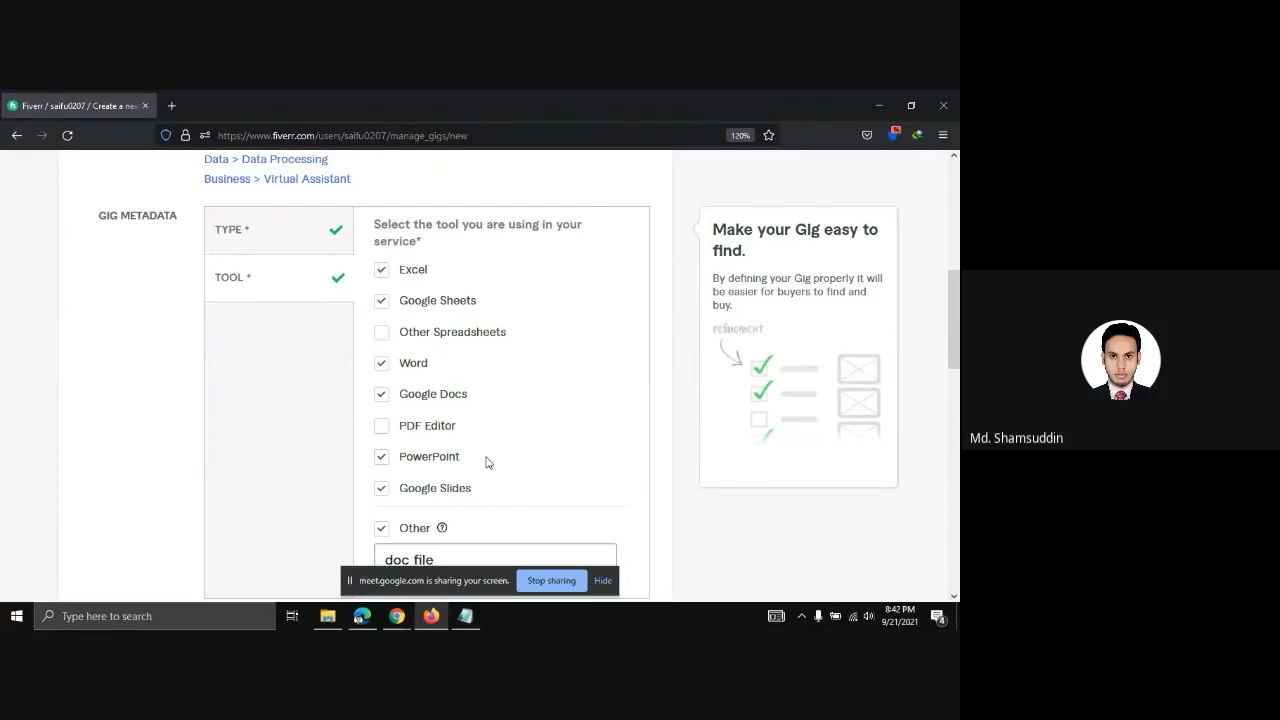 Fiverr / saifu0207 / Create a new
https://www.fiverr.com/users/saifu0207/manage_gigs/new
120%
Data > Data Processing
Business > Virtual Assistant
GIG METADATA
TYPE *
TOOL *
Select the tool you are using in your
service*
Excel
Google Sheets
Other Spreadsheets
Word
Google Docs
PDF Editor
PowerPoint
Google Slides
Other
doc file
Make your Gig easy to
find.
By defining your Gig properly it will
be easier for buyers to find and
buy.
refinement
Md. Shamsuddin
meet.google.com is sharing your screen.
Stop sharing
Hide
Type here to search
8:42 PM
9/21/2021
4